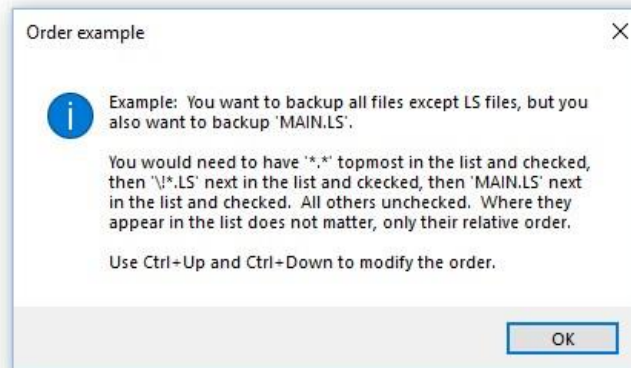 Order example
Example:  You want to backup all files except LS files, but you
also want to backup 'MAIN.LS'.
You would need to have '*.*' topmost in the list and checked,
then '\!*.LS' next in the list and ckecked, then 'MAIN.LS' next
in the list and checked.  All others unchecked.  Where they
appear in the list does not matter, only their relative order.
Use Ctrl+Up and Ctrl+Down to modify the order.
OK